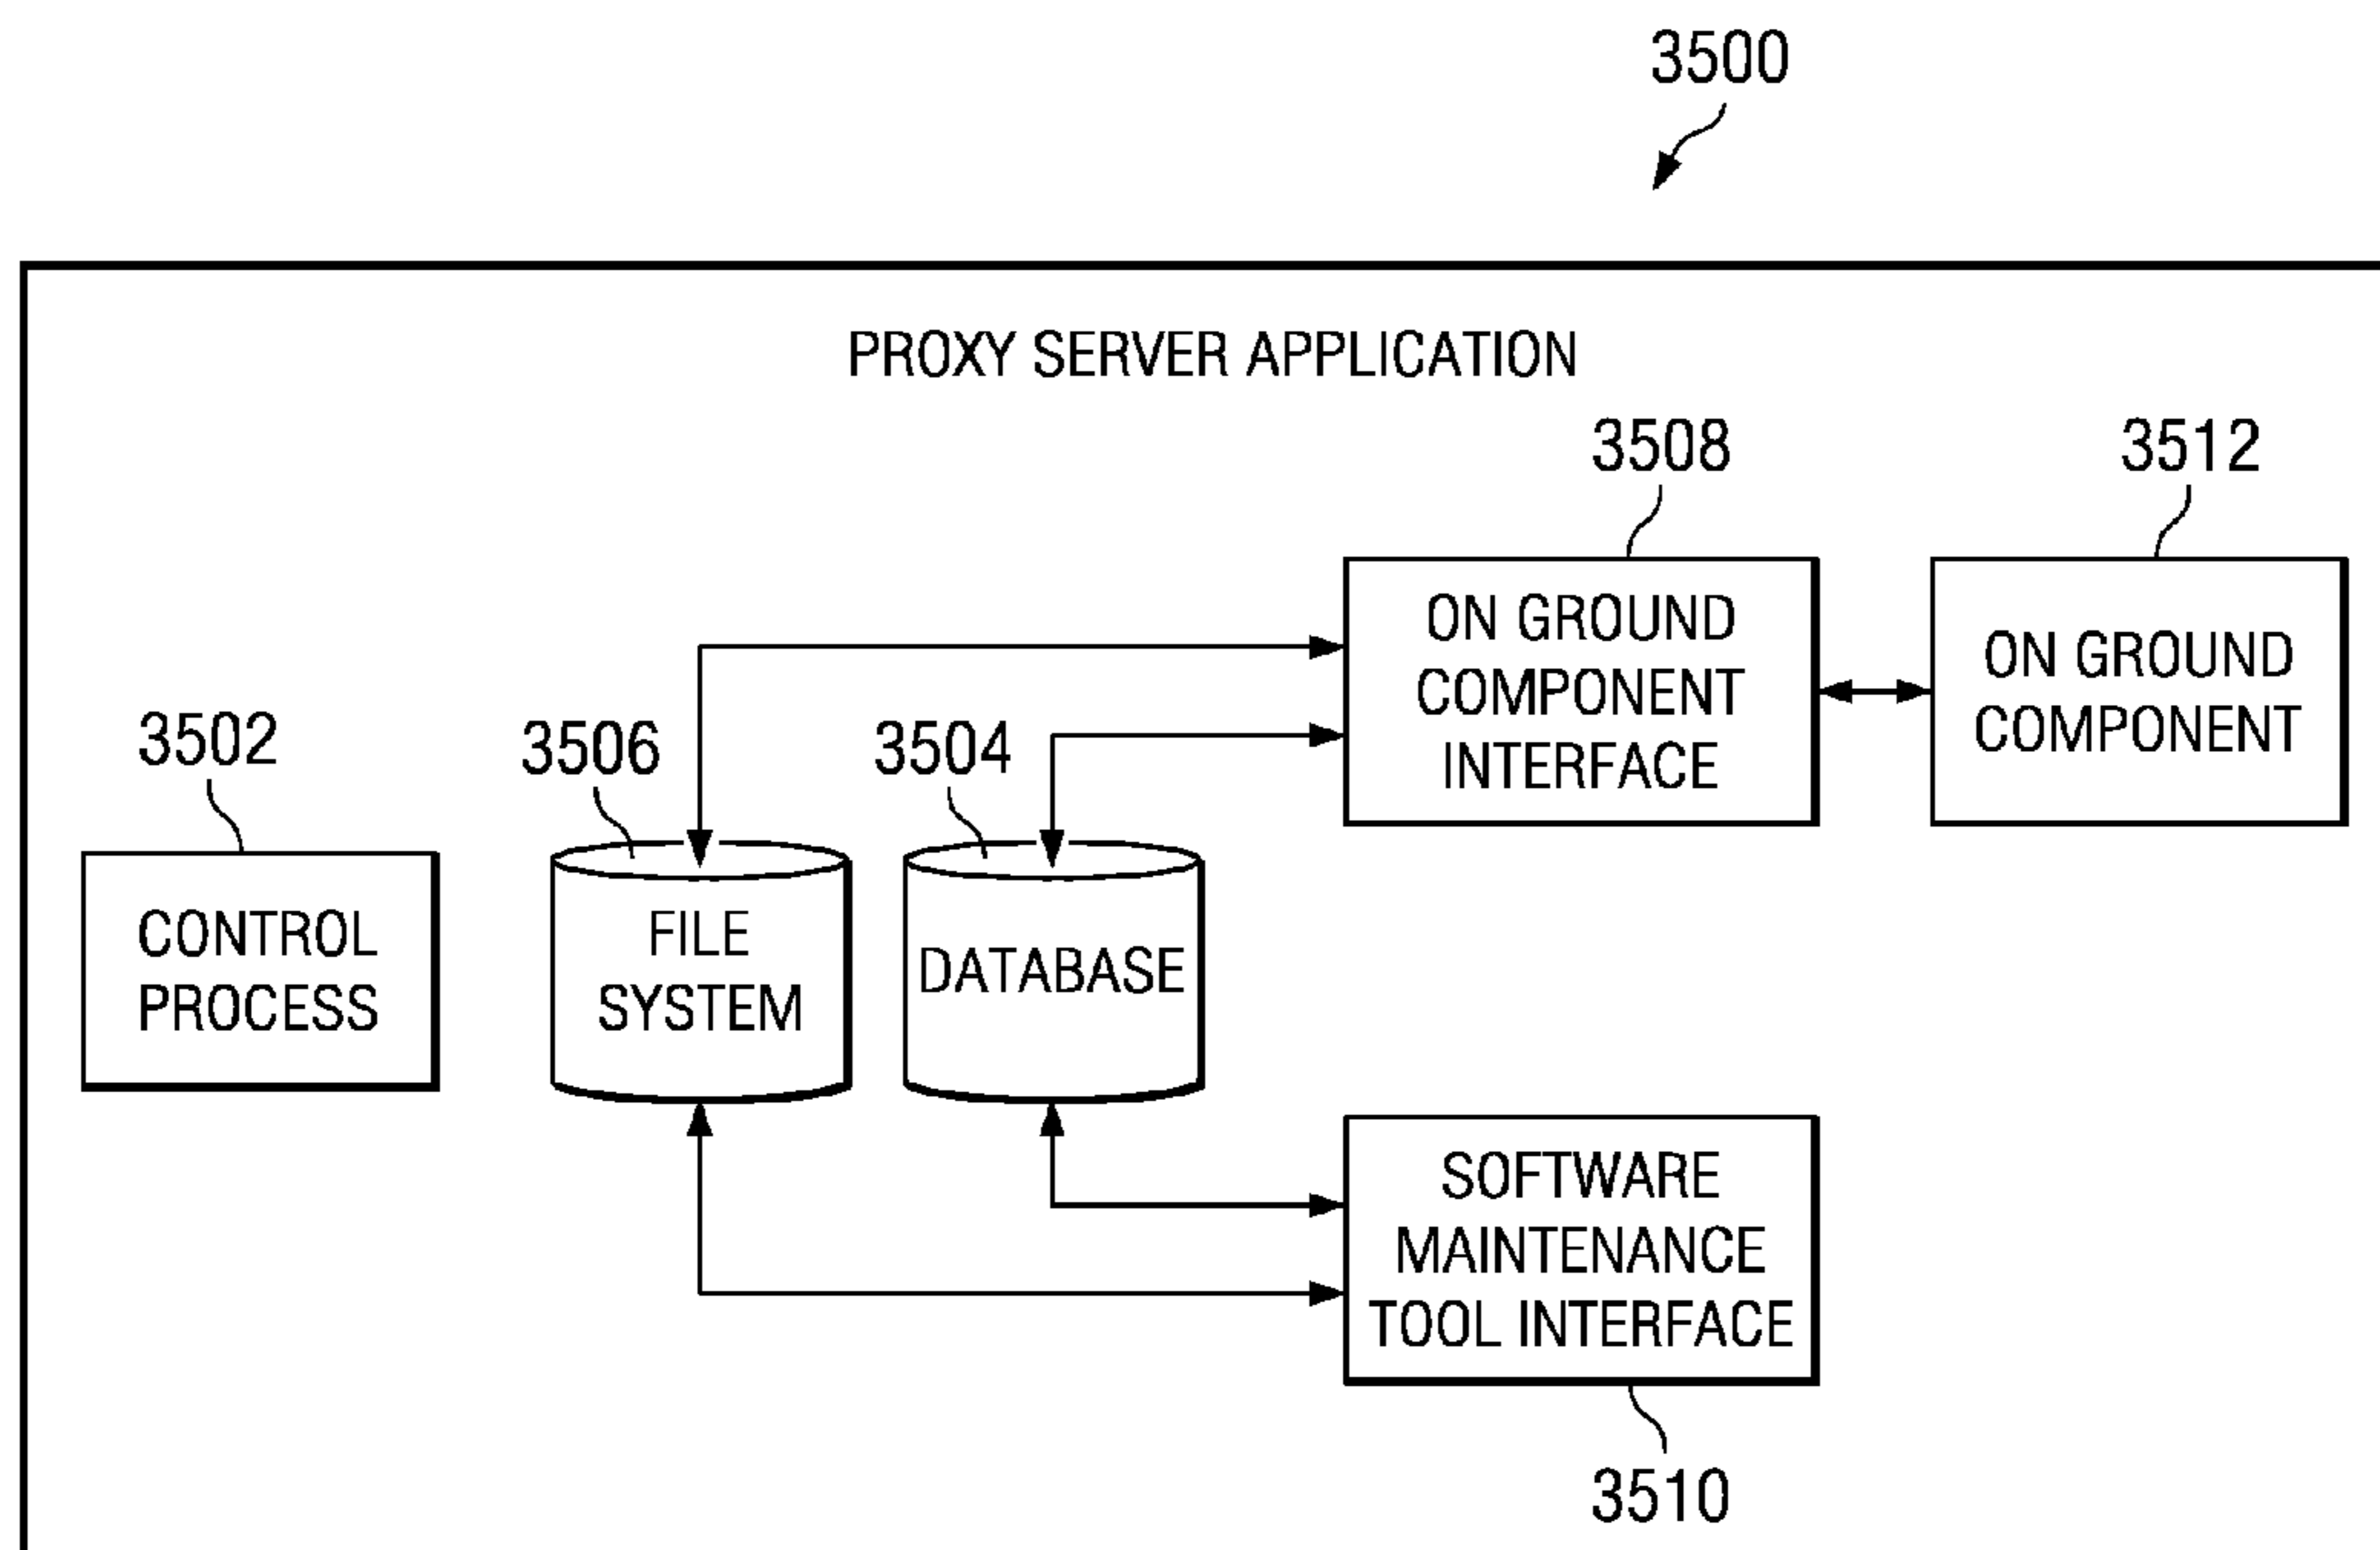 3500
PROXY SERVER APPLICATION
3508
3512
ON GROUND
COMPONENT
INTERFACE
ON GROUND
COMPONENT
3502
3506
3504
CONTROL
PROCESS
FILE
SYSTEM
DATABASE
SOFTWARE
MAINTENANCE
TOOL INTERFACE
3510